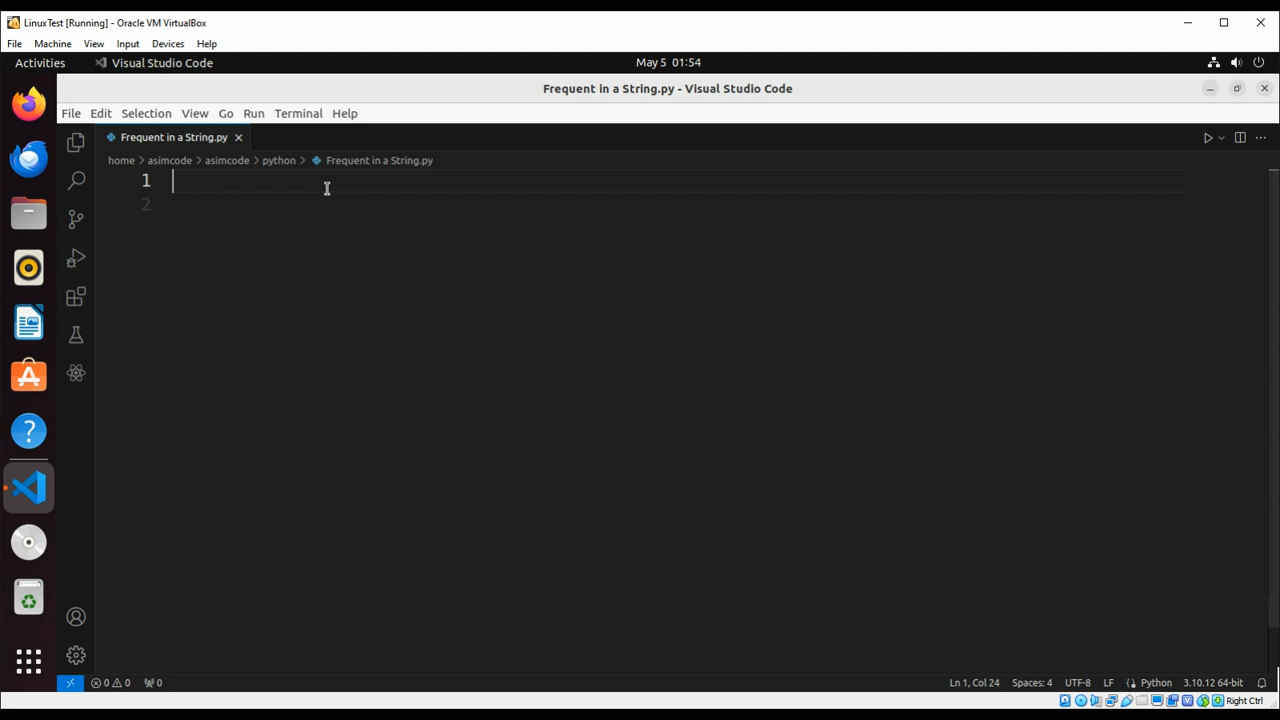 LinuxTest [Running] - Oracle VM VirtualBox
File Machine View Input Devices Help
Activities Visual Studio Code May 5 01:54
Frequent in a String.py - Visual Studio Code
File Edit Selection View Go Run Terminal Help
Frequent in a String.py
home > asimcode > asimcode > python > Frequent in a String.py
1
2
0 0 0 Ln 1, Col 24 Spaces: 4 UTF-8 LF Python 3.10.12 64-bit
Right Ctrl